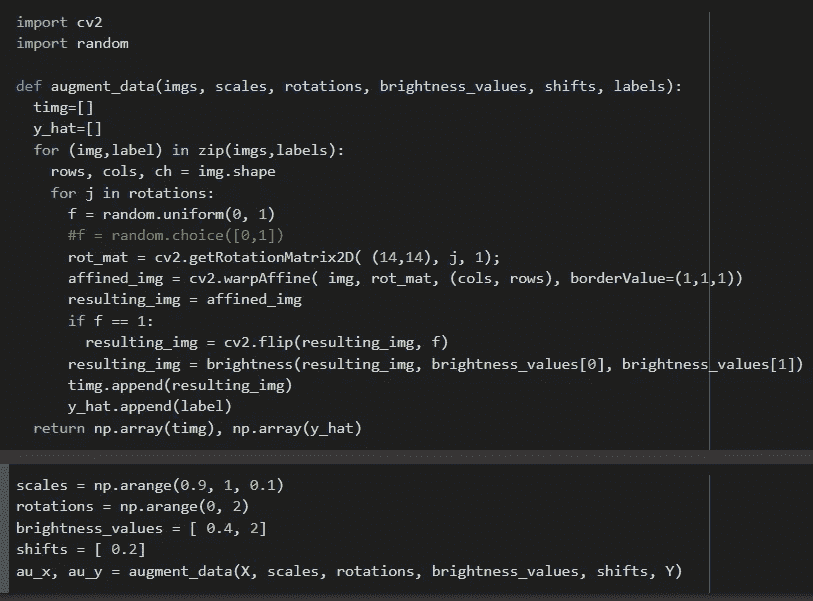 import cv2
import random
def augment_data(imgs, scales, rotations, brightness_values, shifts, labels):
timg=[]
y_hat=[]
for (img,label) in zip(imgs,labels):
rows, cols, ch = img.shape
for j in rotations:
f = random.uniform(0, 1)
#f = random.choice([0,1])
rot_mat = cv2.getRotationMatrix2D( (14,14), j, 1);
affined_img = cv2.warpAffine( img, rot_mat, (cols, rows), borderValue=(1,1,1))
resulting_img = affined_img
if f == 1:
resulting_img = cv2.flip(resulting_img, f)
resulting_img = brightness(resulting_img, brightness_values[0], brightness_values[1])
timg.append(resulting_img)
y_hat.append(label)
return np.array(timg), np.array(y_hat)
scales = np.arange(0.9, 1, 0.1)
rotations = np.arange(0, 2)
brightness_values = [ 0.4, 2]
shifts = [ 0.2]
au_x, au_y = augment_data(X, scales, rotations, brightness_values, shifts, Y)